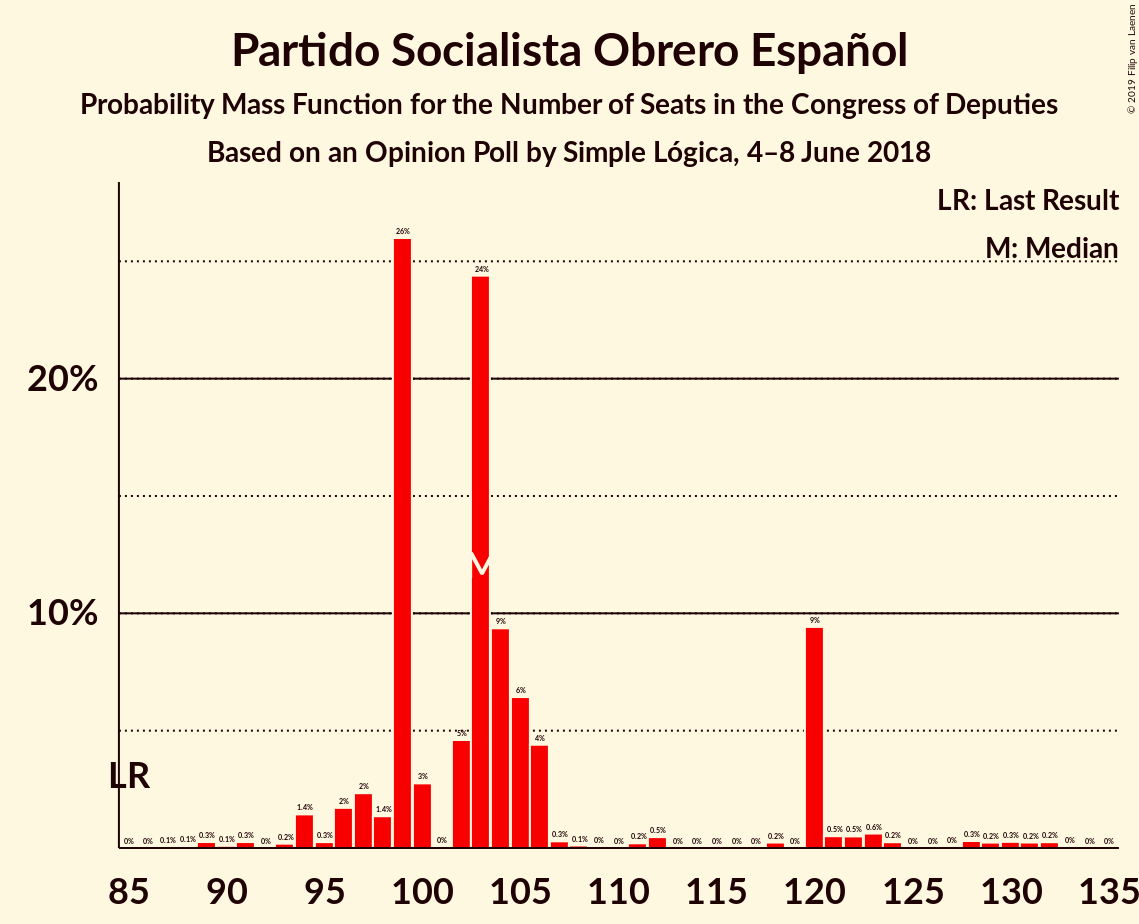 Partido Socialista Obrero Español
Probability Mass Function for the Number of Seats in the Congress of Deputies
Based on an Opinion Poll by Simple Lógica, 4–8 June 2018
© 2019 Filip van Laenen
LR: Last Result
M: Median
20%
10%
LR
M
0% 0% 0.1% 0.1% 0.3% 0.1% 0.3% 0% 0.2% 1.4% 0.3% 2% 2% 1.4% 26% 3% 0% 5% 24% 9% 6% 4% 0.3% 0.1% 0% 0% 0.2% 0.5% 0% 0% 0% 0% 0% 0.2% 0% 9% 0.5% 0.5% 0.6% 0.2% 0% 0% 0% 0.3% 0.2% 0.3% 0.2% 0.2% 0% 0% 0%
85 90 95 100 105 110 115 120 125 130 135